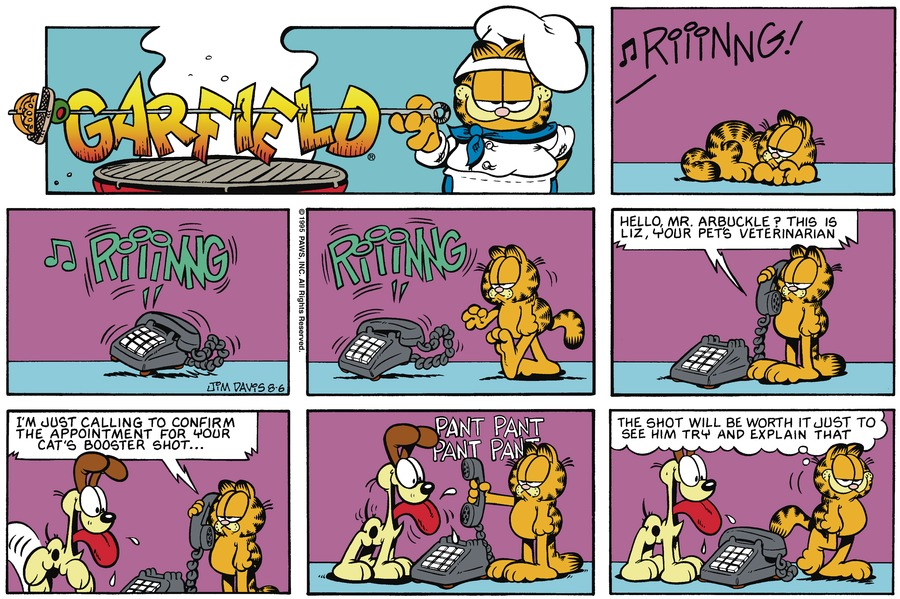 GARFIELD
®
♫RiiiNNG!
♫ RiiiNNG
JIM DAVIS 8·6
© 1995 PAWS, INC. All Rights Reserved.
RiiiNNG
HELLO, MR. ARBUCKLE? THIS IS
LIZ, YOUR PET'S VETERINARIAN
I'M JUST CALLING TO CONFIRM
THE APPOINTMENT FOR YOUR
CAT'S BOOSTER SHOT...
PANT PANT
PANT PANT
THE SHOT WILL BE WORTH IT JUST TO
SEE HIM TRY AND EXPLAIN THAT